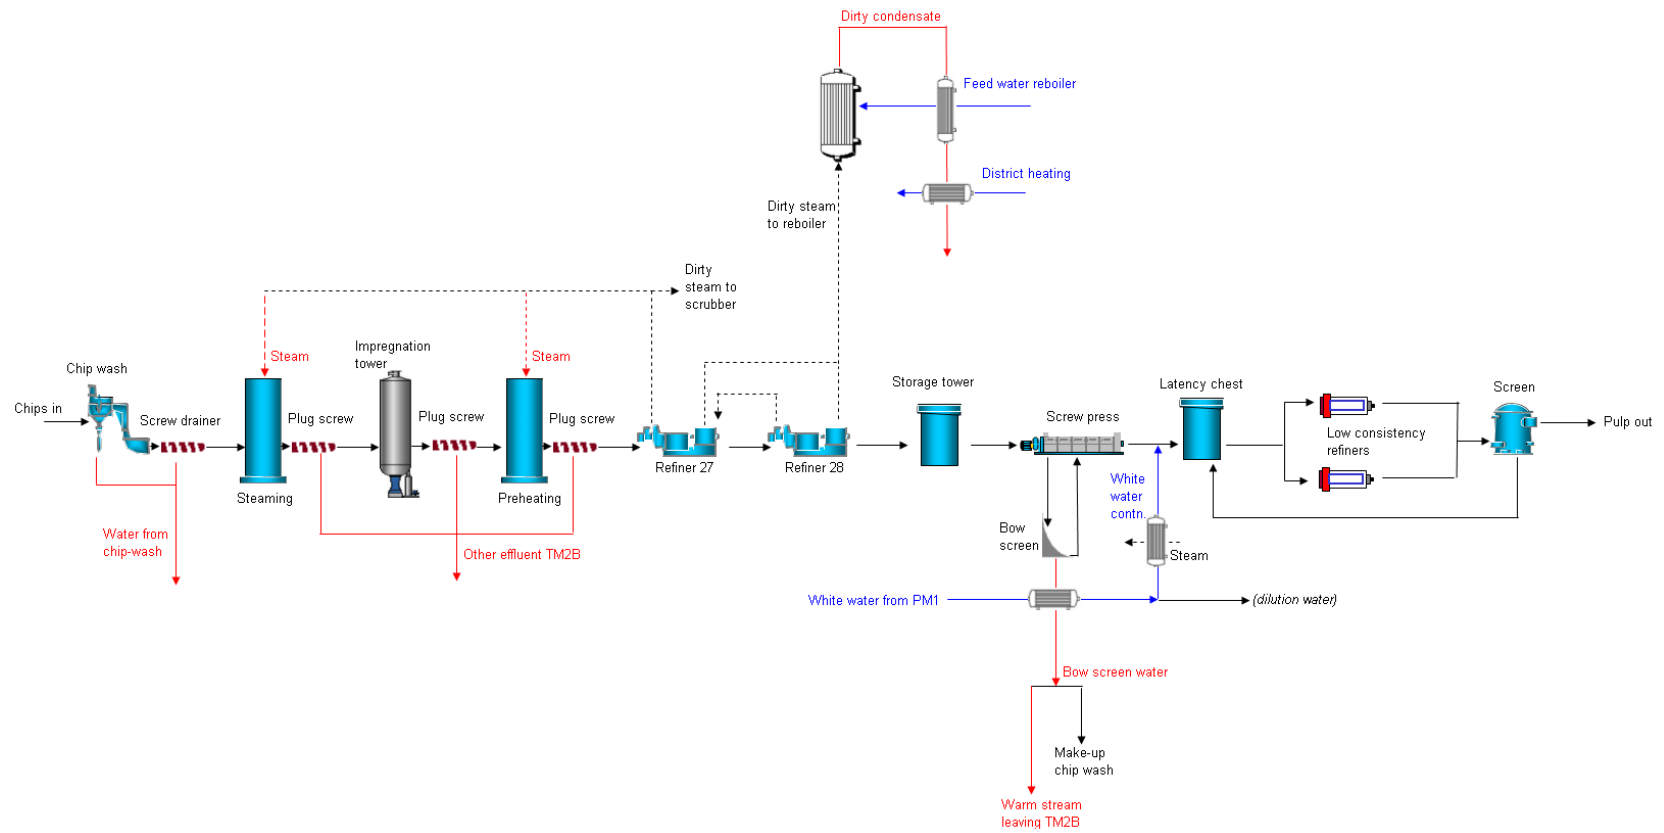 Dirty condensate
Feed water reboiler
District heating
Dirty steam
to reboiler
Dirty
steam to
scrubber
Steam
Impregnation
tower
Steam
Chip wash
Chips in
Screw drainer
Plug screw
Plug screw
Plug screw
Storage tower
Latency chest
Screen
Screw press
Pulp out
Low consistency
refiners
Refiner 27
Refiner 28
Steaming
Preheating
White
water
contn.
Water from
chip-wash
Other effluent TM2B
Bow
screen
Steam
White water from PM1
(dilution water)
Bow screen water
Make-up
chip wash
Warm stream
leaving TM2B